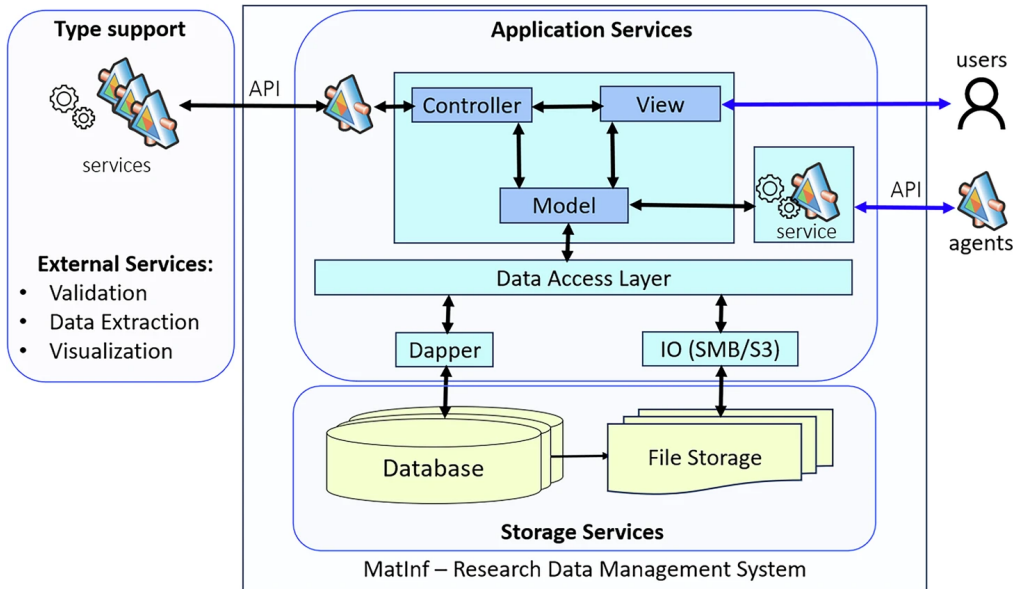 Type support
Application Services
API
users
Controller
View
services
API
Model
service
agents
External Services:
• Validation
• Data Extraction
• Visualization
Data Access Layer
Dapper
IO (SMB/S3)
Database
File Storage
Storage Services
MatInf – Research Data Management System